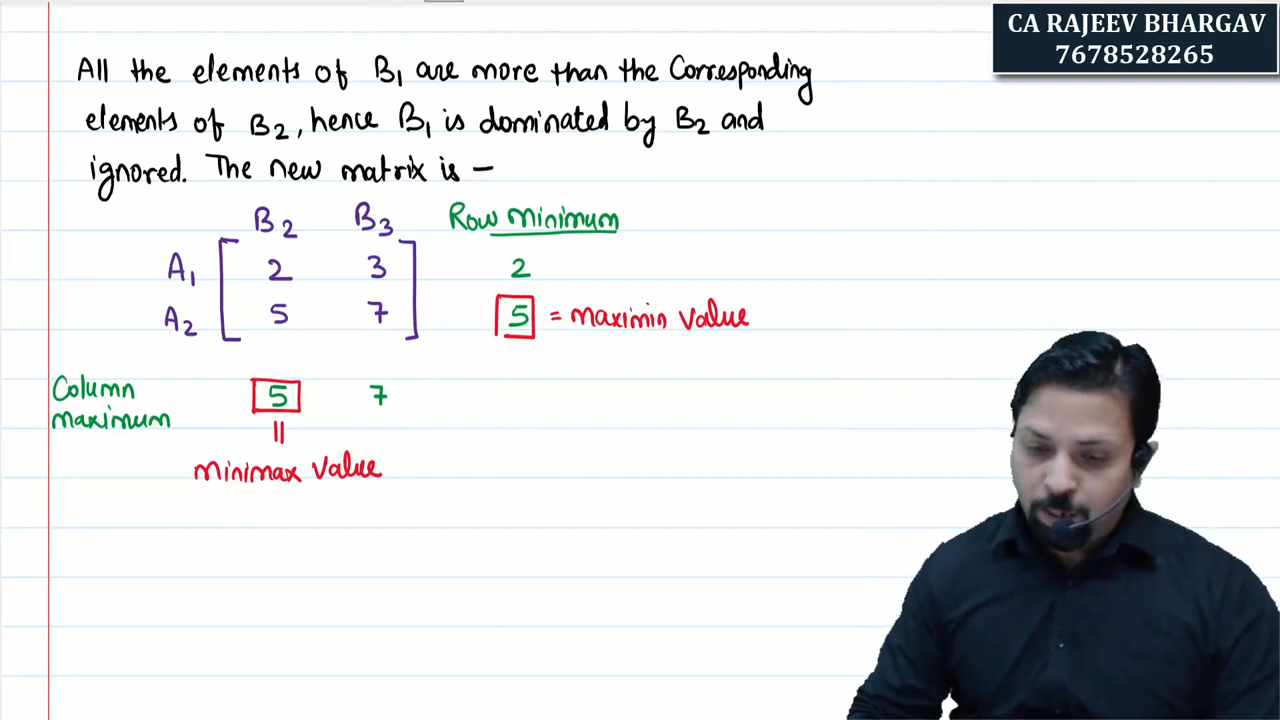 CA RAJEEV BHARGAV
7678528265
All the elements of B₁ are more than the Corresponding
elements of B₂, hence B₁ is dominated by B₂ and
ignored. The new matrix is –
B₂ B₃ Row minimum
A₁ 2 3 2
A₂ 5 7 5 = maximin value
Column
maximum 5 7
=
minimax value